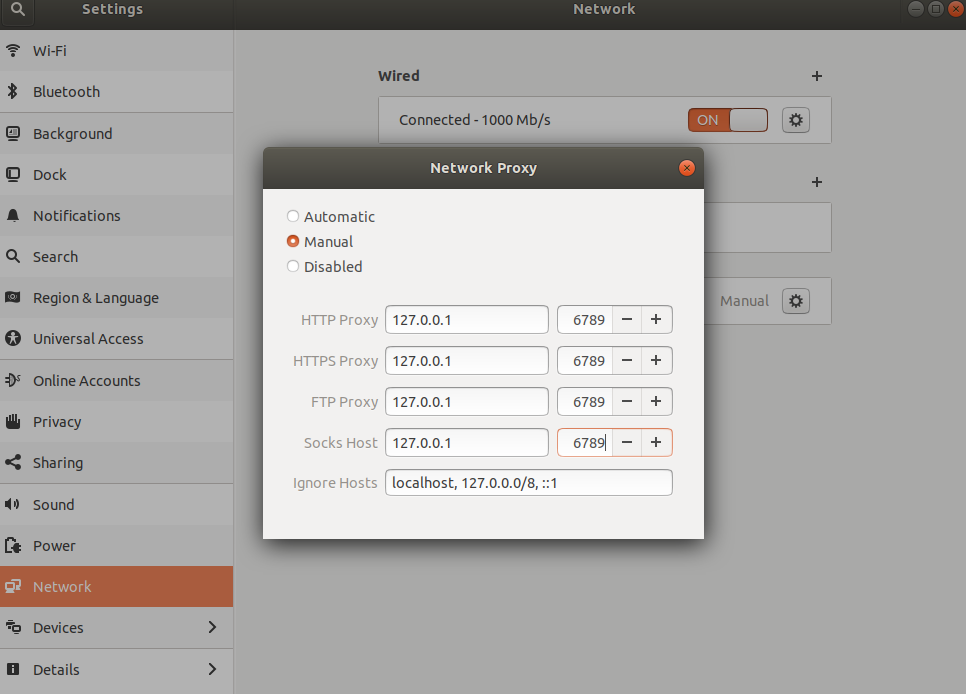 Settings
Network
Wi-Fi
Bluetooth
Background
Dock
Notifications
Search
Region & Language
Universal Access
Online Accounts
Privacy
Sharing
Sound
Power
Network
Devices
Details
Wired
Connected - 1000 Mb/s
ON
Manual
Network Proxy
Automatic
Manual
Disabled
HTTP Proxy 127.0.0.1 6789 − +
HTTPS Proxy 127.0.0.1 6789 − +
FTP Proxy 127.0.0.1 6789 − +
Socks Host 127.0.0.1 6789 − +
Ignore Hosts localhost, 127.0.0.0/8, ::1